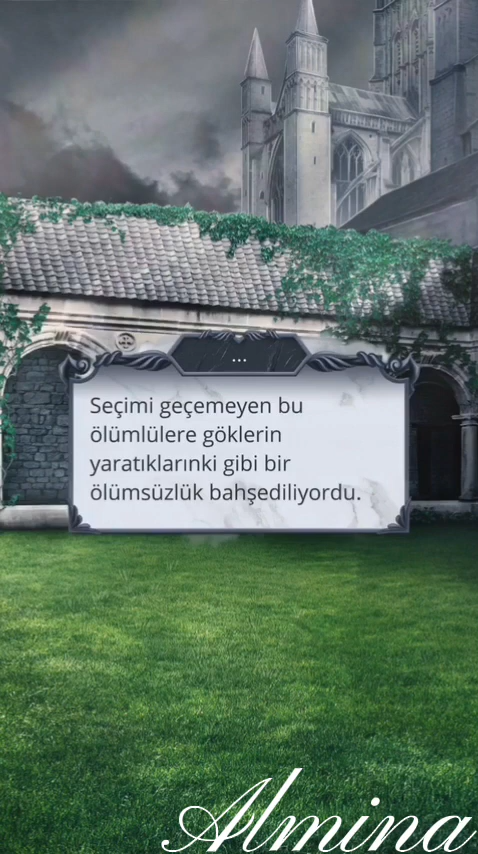 ...
Seçimi geçemeyen bu
ölümlülere göklerin
yaratıklarınki gibi bir
ölümsüzlük bahşediliyordu.
Almina